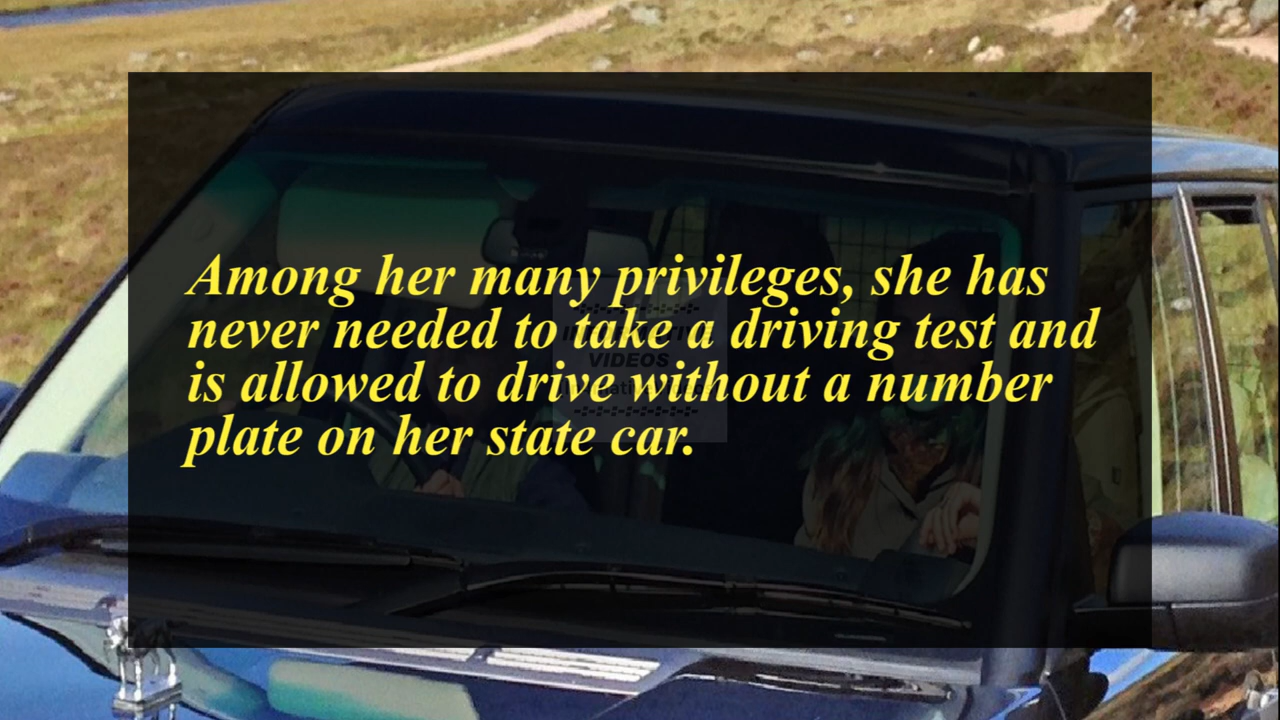 Among her many privileges, she has
never needed to take a driving test and
is allowed to drive without a number
plate on her state car.
VIDEOS